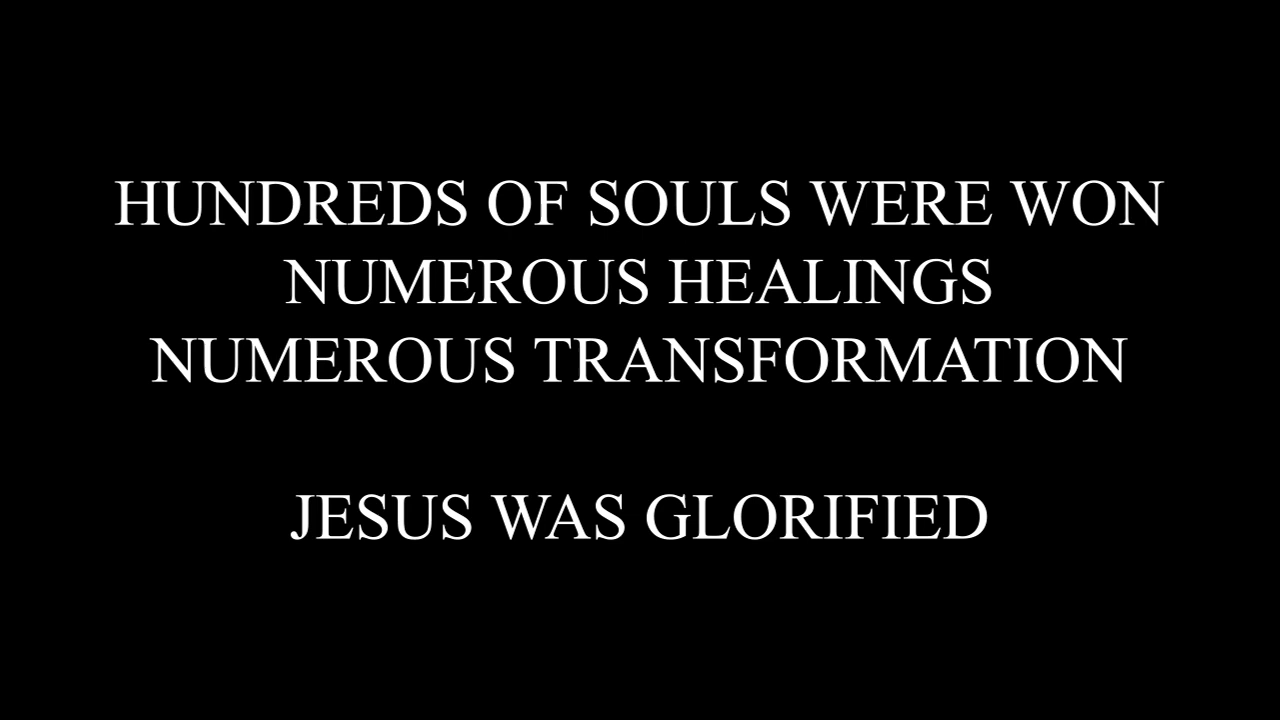 HUNDREDS OF SOULS WERE WON
NUMEROUS HEALINGS
NUMEROUS TRANSFORMATION
JESUS WAS GLORIFIED